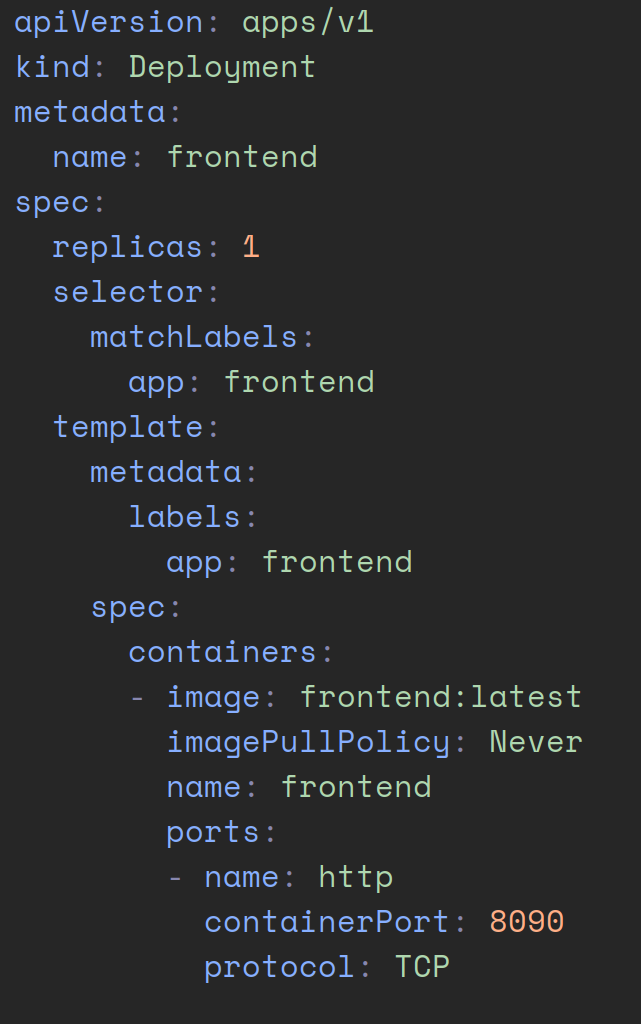 apiVersion: apps/v1
kind: Deployment
metadata:
  name: frontend
spec:
  replicas: 1
  selector:
    matchLabels:
      app: frontend
  template:
    metadata:
      labels:
        app: frontend
    spec:
      containers:
      - image: frontend:latest
        imagePullPolicy: Never
        name: frontend
        ports:
        - name: http
          containerPort: 8090
          protocol: TCP